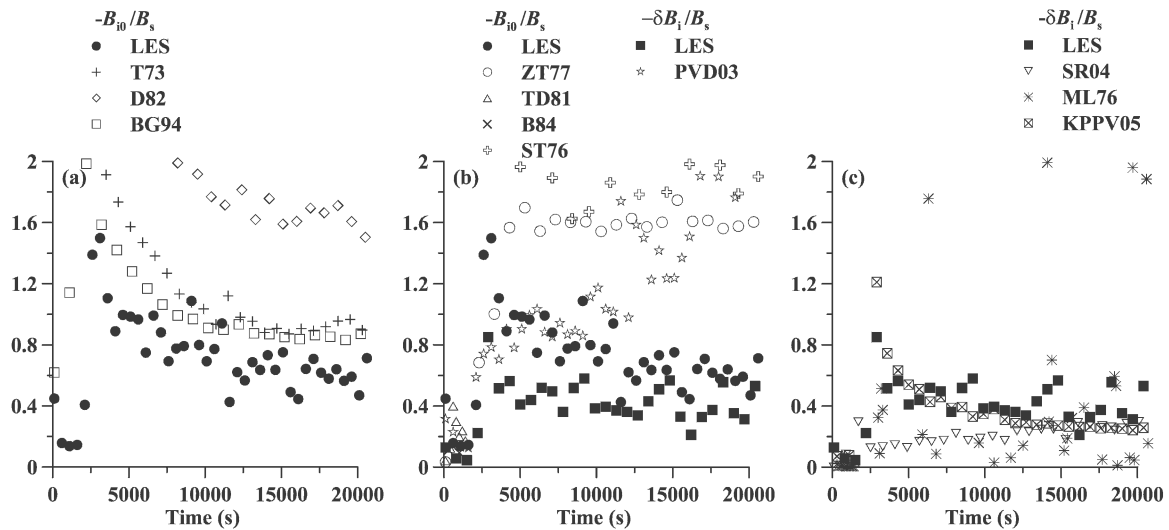 -B_i0/B_s
LES
T73
D82
BG94
-B_i0/B_s
LES
ZT77
TD81
B84
ST76
−δB_i/B_s
LES
PVD03
-δB_i/B_s
LES
SR04
ML76
KPPV05
(a)
2
1.6
1.2
0.8
0.4
0
0 5000 10000 15000 20000
Time (s)
(b)
2
1.6
1.2
0.8
0.4
0
0 5000 10000 15000 20000
Time (s)
(c)
2
1.6
1.2
0.8
0.4
0
0 5000 10000 15000 20000
Time (s)